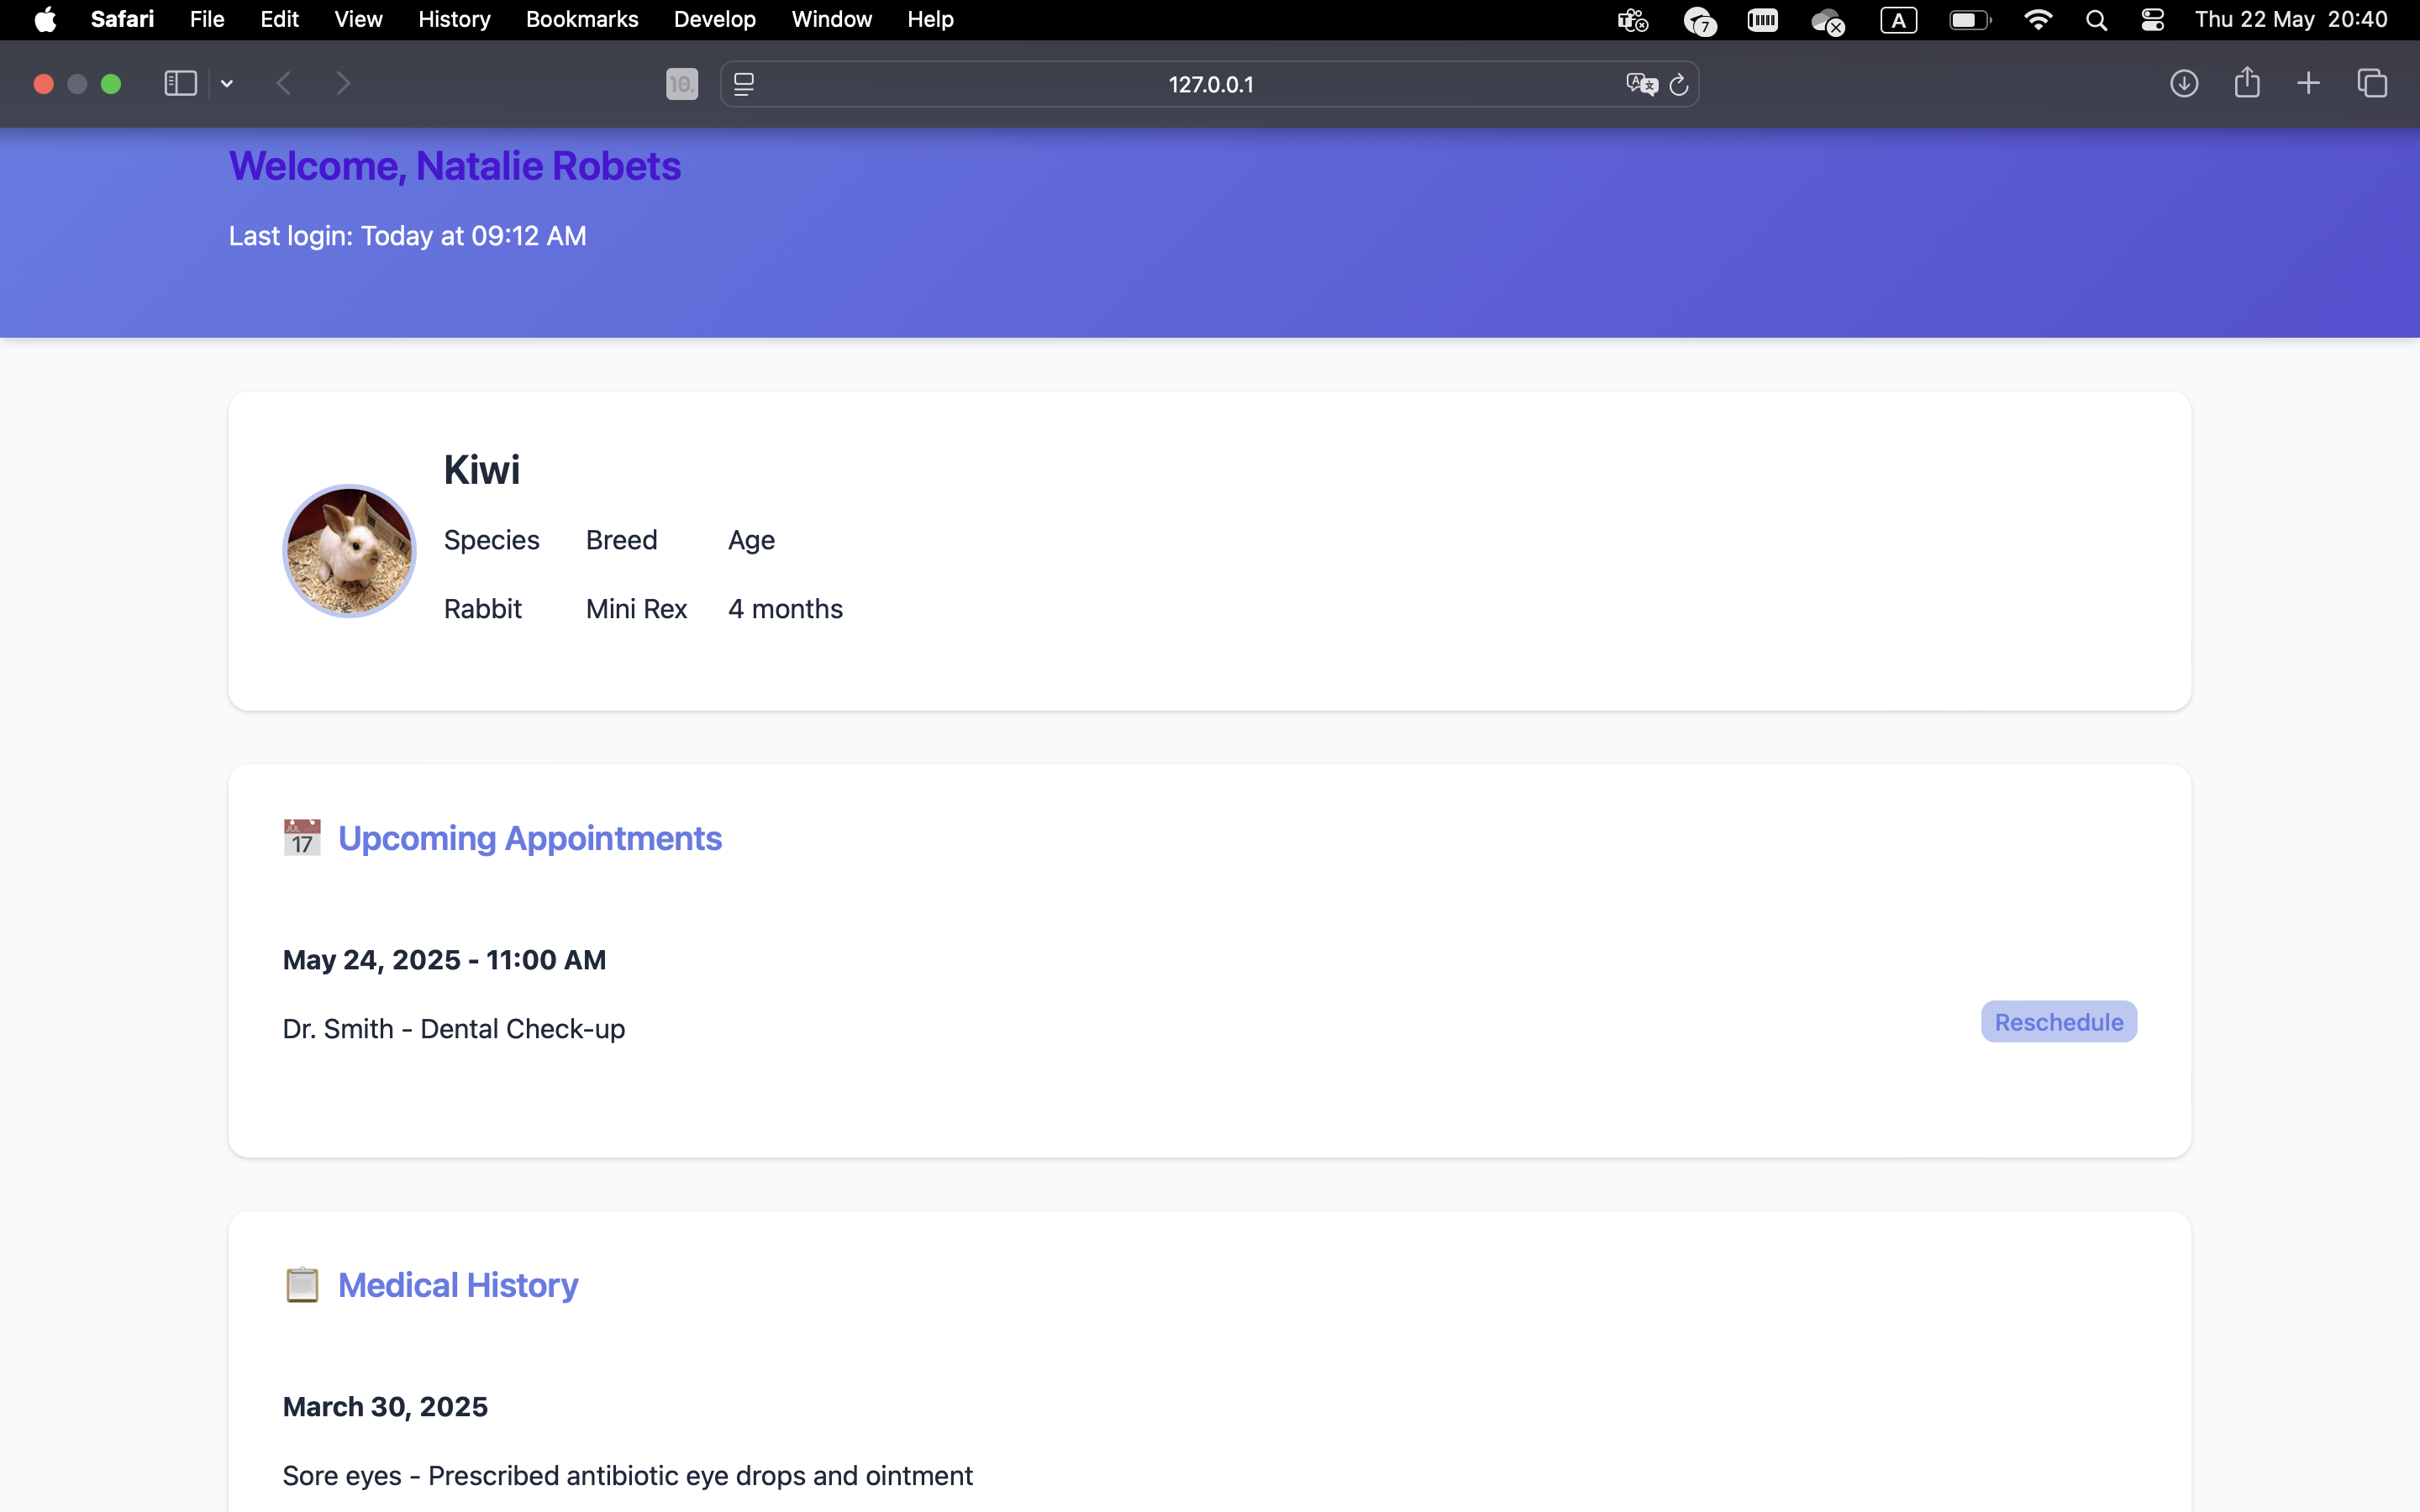 Safari File Edit View History Bookmarks Develop Window Help 7 A Thu 22 May 20:40
10. 127.0.0.1
Welcome, Natalie Robets
Last login: Today at 09:12 AM
Kiwi
Species Breed Age
Rabbit Mini Rex 4 months
JUL 17 Upcoming Appointments
May 24, 2025 - 11:00 AM
Dr. Smith - Dental Check-up
Reschedule
Medical History
March 30, 2025
Sore eyes - Prescribed antibiotic eye drops and ointment